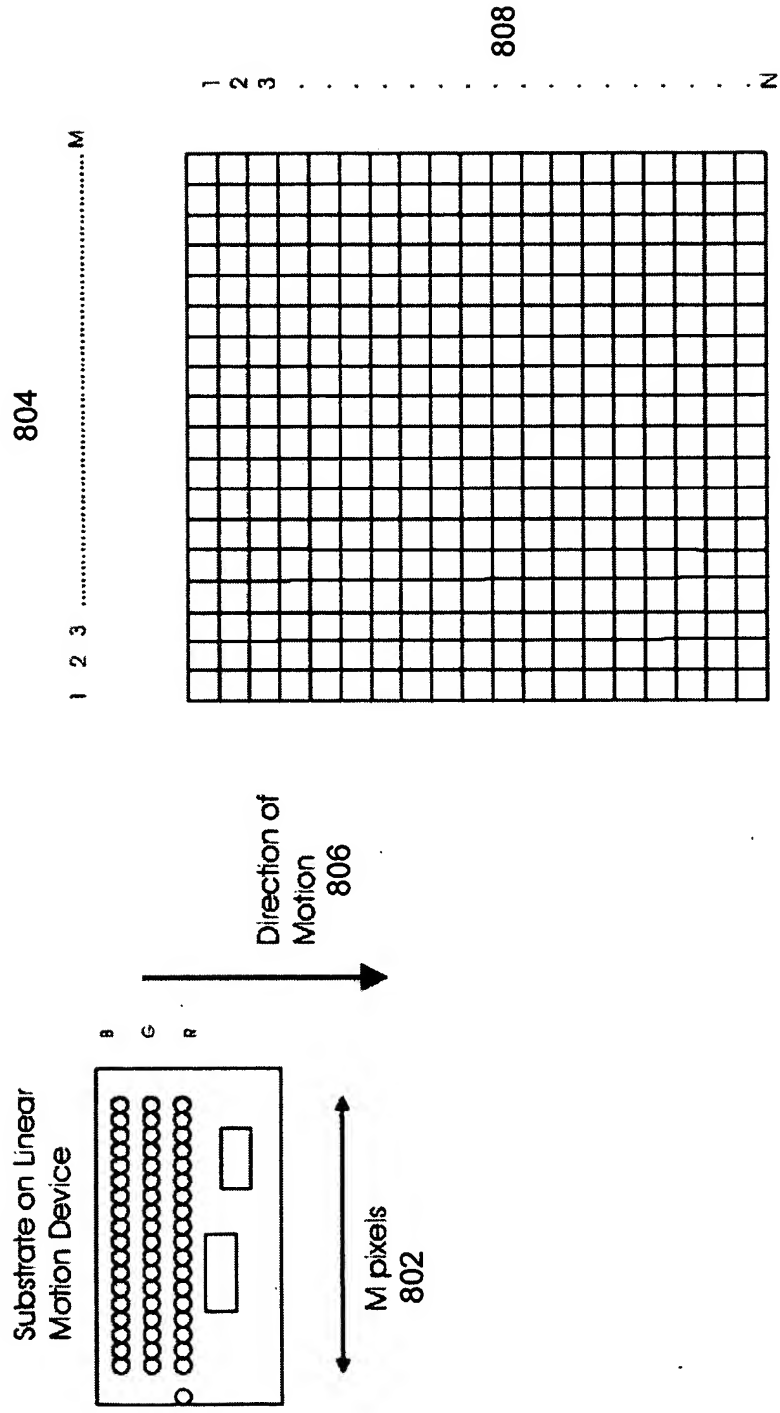 Substrate on Linear
Motion Device
B
G
R
Direction of
Motion
806
M pixels
802
804
1 2 3 ........................................................ M
1
2
3
.
.
.
.
.
.
.
.
.
.
.
.
.
.
N
808